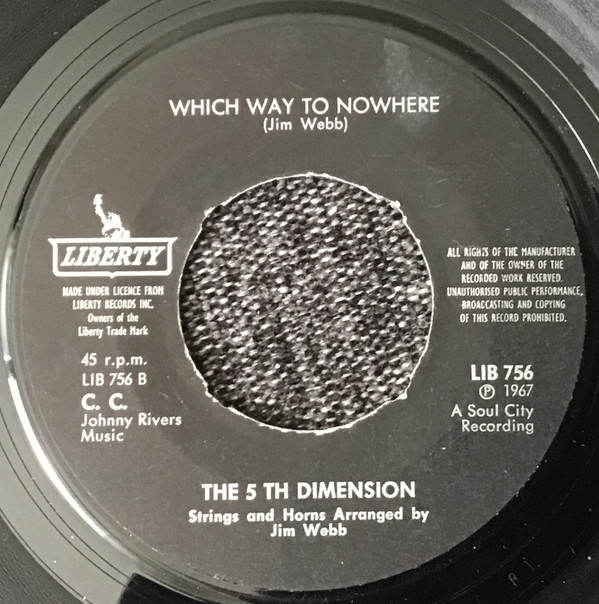 WHICH WAY TO NOWHERE
(Jim Webb)
LIBERTY
MADE UNDER LICENCE FROM
LIBERTY RECORDS INC.
Owners of the
Liberty Trade Mark
45 r.p.m.
LIB 756 B
C. C.
Johnny Rivers
Music
ALL RIGHTS OF THE MANUFACTURER
AND OF THE OWNER OF THE
RECORDED WORK RESERVED.
UNAUTHORISED PUBLIC PERFORMANCE,
BROADCASTING AND COPYING
OF THIS RECORD PROHIBITED.
LIB 756
℗ 1967
A Soul City
Recording
THE 5 TH DIMENSION
Strings and Horns Arranged by
Jim Webb